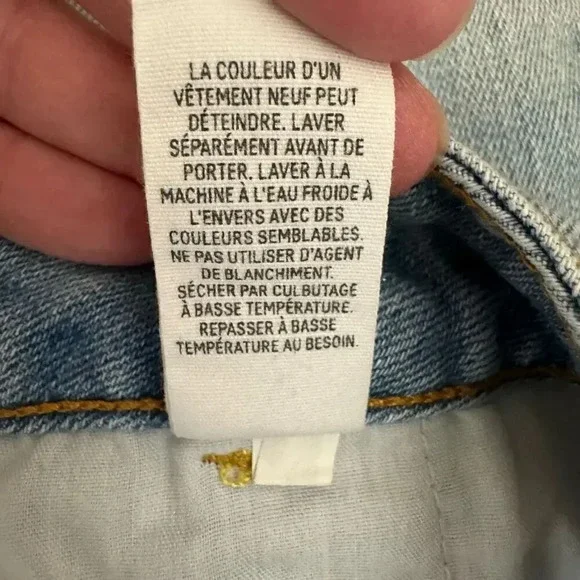 LA COULEUR D'UN
VÊTEMENT NEUF PEUT
DÉTEINDRE. LAVER
SÉPARÉMENT AVANT DE
PORTER. LAVER À LA
MACHINE À L'EAU FROIDE À
L'ENVERS AVEC DES
COULEURS SEMBLABLES.
NE PAS UTILISER D'AGENT
DE BLANCHIMENT.
SÉCHER PAR CULBUTAGE
À BASSE TEMPÉRATURE.
REPASSER À BASSE
TEMPÉRATURE AU BESOIN.